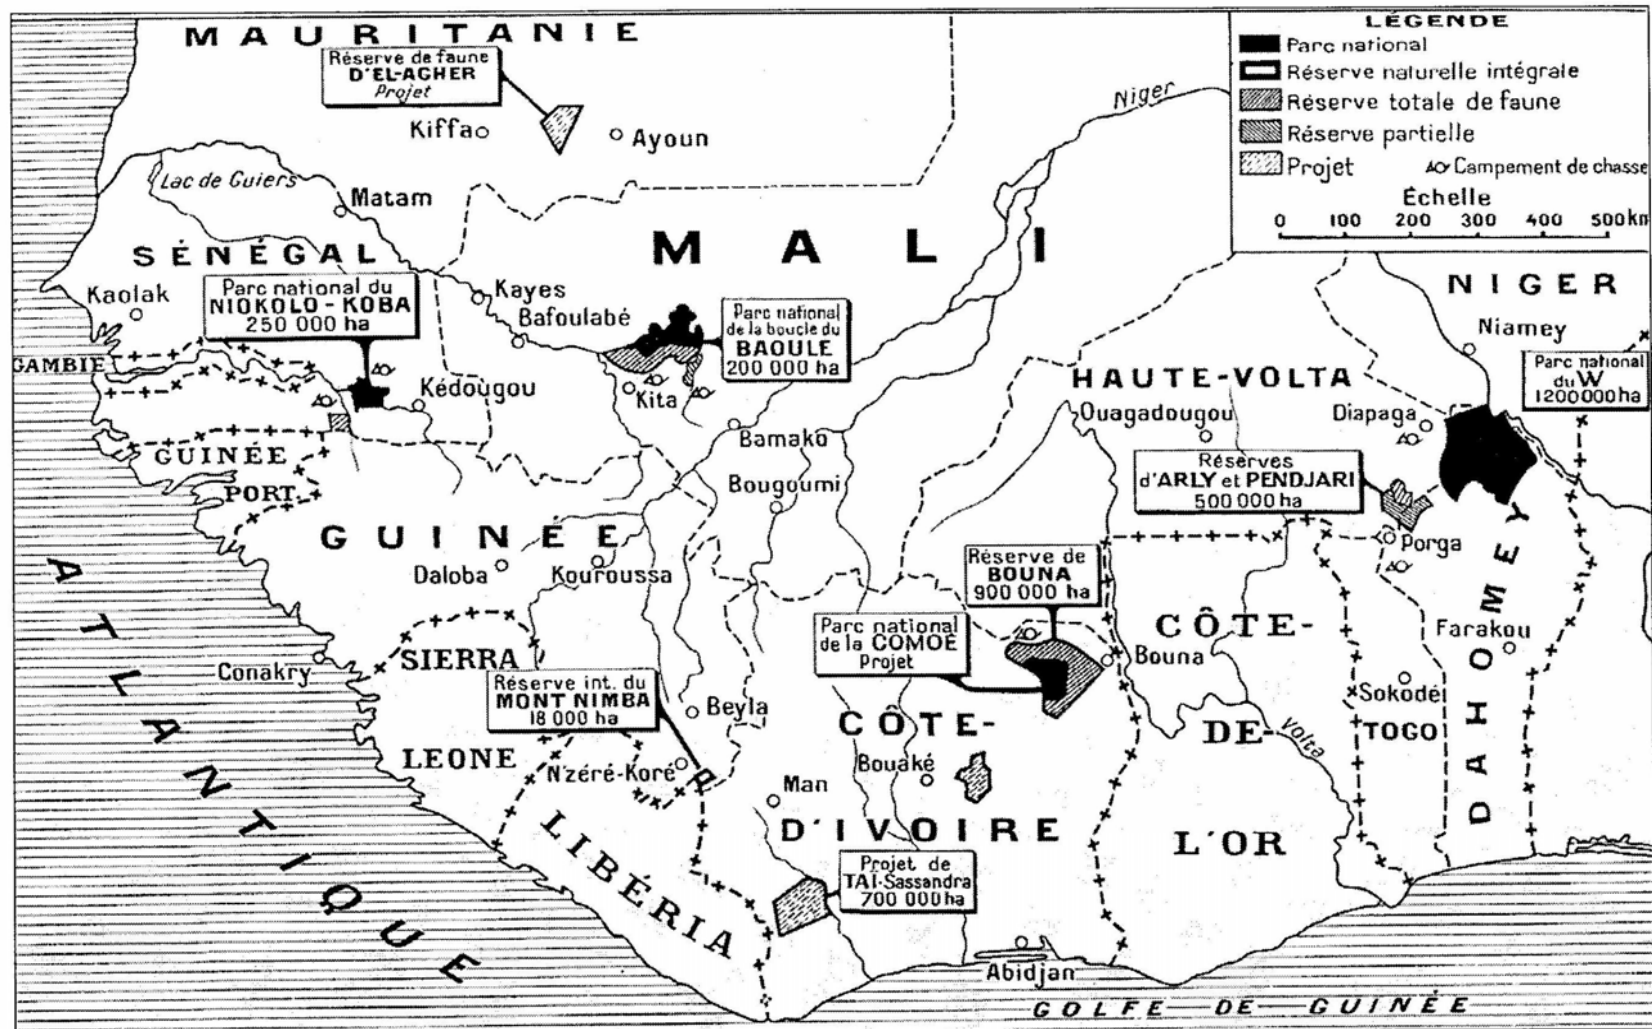 MAURITANIE
Réserve de faune
D'EL-AGHER
Projet
Kiffa
Ayoun
Niger
LÉGENDE
Parc national
Réserve naturelle intégrale
Réserve totale de faune
Réserve partielle
Projet
Campement de chasse
Échelle
0 100 200 300 400 500 km
Lac de Guiers
Matam
SÉNÉGAL
MALI
Kaolak
Parc national du
NIOKOLO-KOBA
250 000 ha
Kayes
Bafoulabé
Parc national
de la boucle du
BAOULE
200 000 ha
NIGER
Niamey
Parc national
du W
1200000 ha
GAMBIE
Kédougou
Kita
Bamako
HAUTE-VOLTA
Ouagadougou
Diapaga
GUINÉE
PORT.
Bougoumi
Réserves
d'ARLY et PENDJARI
500 000 ha
GUINÉE
Daloba
Kouroussa
Réserve de
BOUNA
900 000 ha
Porga
Parc national
de la COMOÉ
Projet
Bouna
CÔTE-
Farakou
DAHOMEY
Conakry
SIERRA
Réserve int. du
MONT NIMBA
18 000 ha
Beyla
CÔTE-
DE-
Volta
Sokodé
TOGO
LEONE
N'zéré-Koré
Bouaké
Man
D'IVOIRE
L'OR
LIBÉRIA
Projet de
TAI-Sassandra
700 000 ha
ATLANTIQUE
Abidjan
GOLFE DE GUINÉE